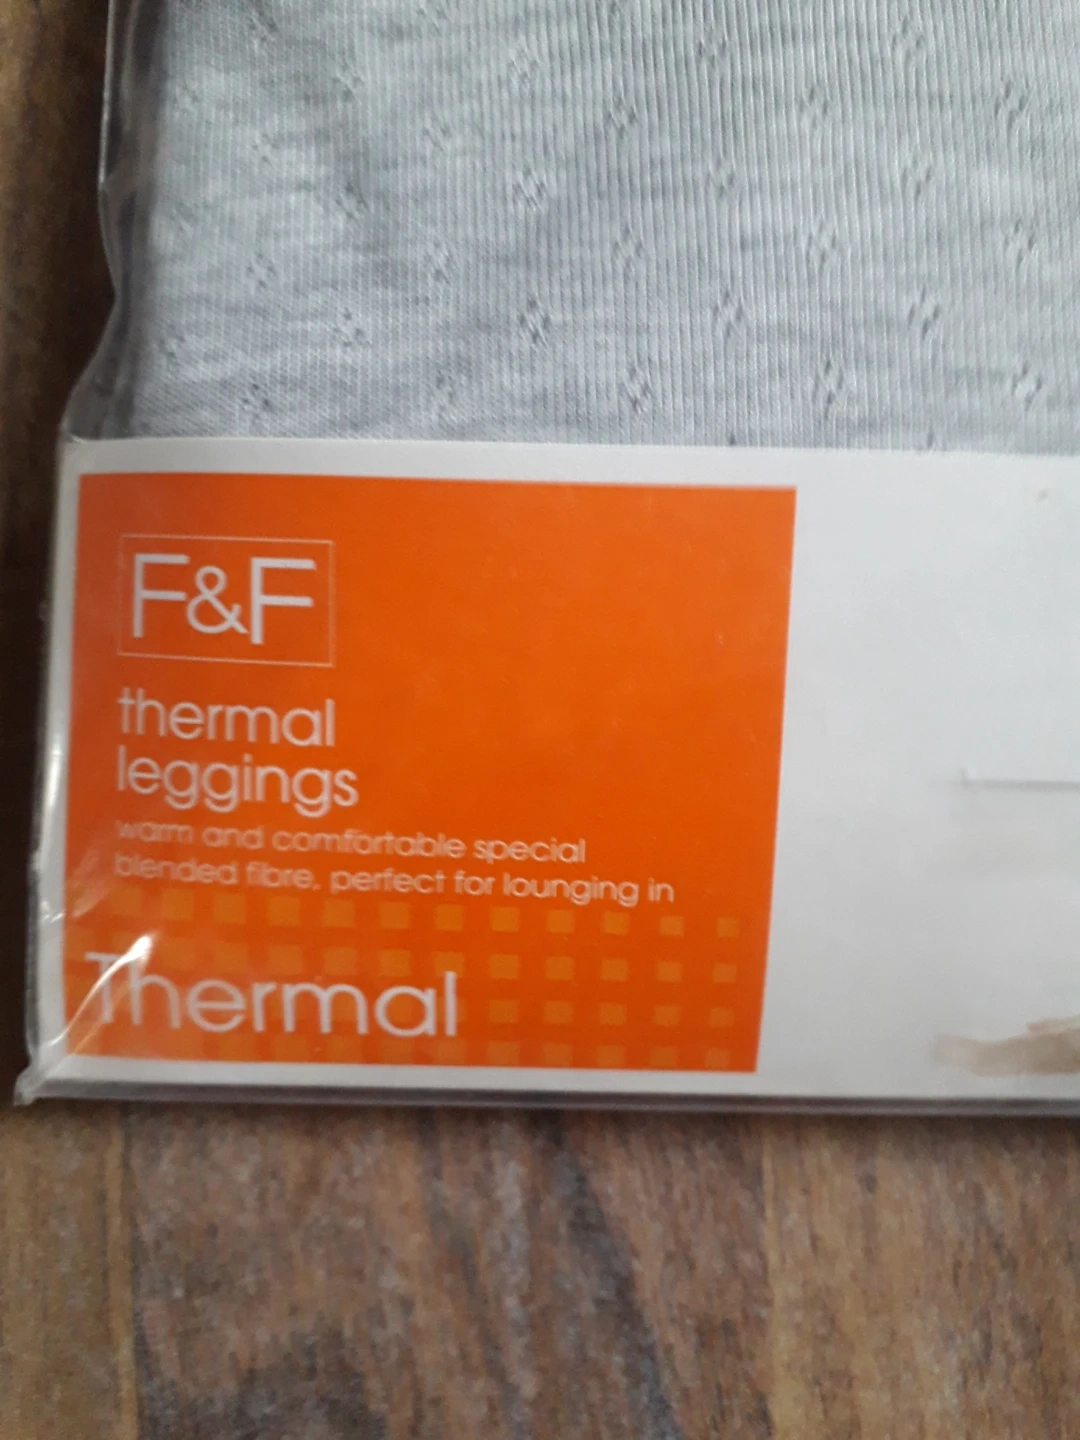 F&F
thermal
leggings
warm and comfortable special
blended fibre, perfect for lounging in
Thermal